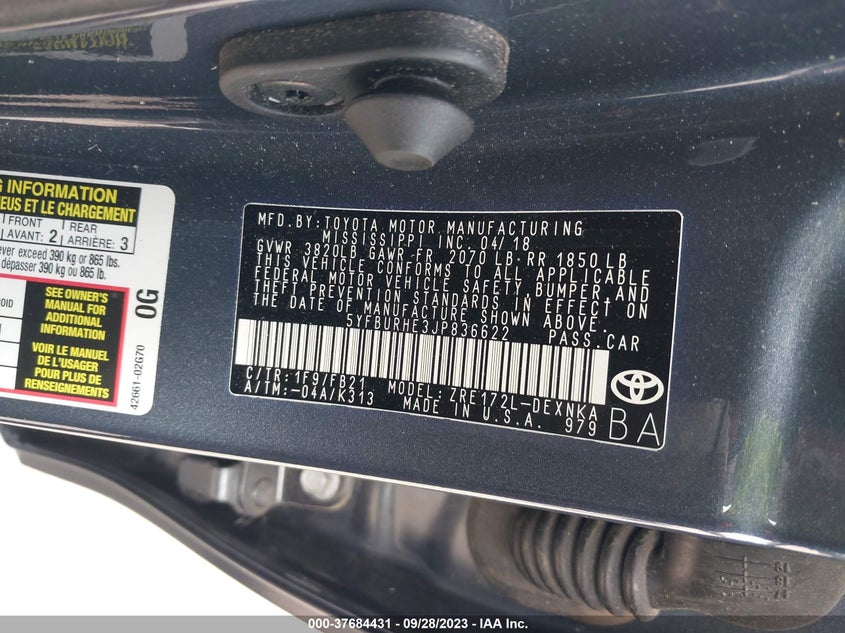 G INFORMATION
EUS ET LE CHARGEMENT
FRONT
AVANT: 2
REAR
ARRIÈRE: 3
ever exceed 390 kg or 865 lbs.
dépasser 390 kg ou 865 lb.
SEE OWNER'S
MANUAL FOR
ADDITIONAL
INFORMATION
VOIR LE MANUEL
DE L'USAGER
POUR PLUS DE
RENSEIGNEMENTS
0G
42661-02G70
MFD.BY:TOYOTA MOTOR MANUFACTURING
MISSISSIPPI INC.04/18
GVWR 3820LB GAWR-FR 2070 LB-RR 1850 LB
THIS VEHICLE CONFORMS TO ALL APPLICABLE
FEDERAL MOTOR VEHICLE SAFETY,BUMPER,AND
THEFT PREVENTION STANDARDS IN EFFECT ON
THE DATE OF MANUFACTURE SHOWN ABOVE.
5YFBURHE3JP836622 PASS.CAR
C/TR:1F9/FB21 MODEL:ZRE172L-DEXNKA
A/TM:-04A/K313 MADE IN U.S.A. 979
TOYOTA
BA
000-37684431 - 09/28/2023 - IAA Inc.